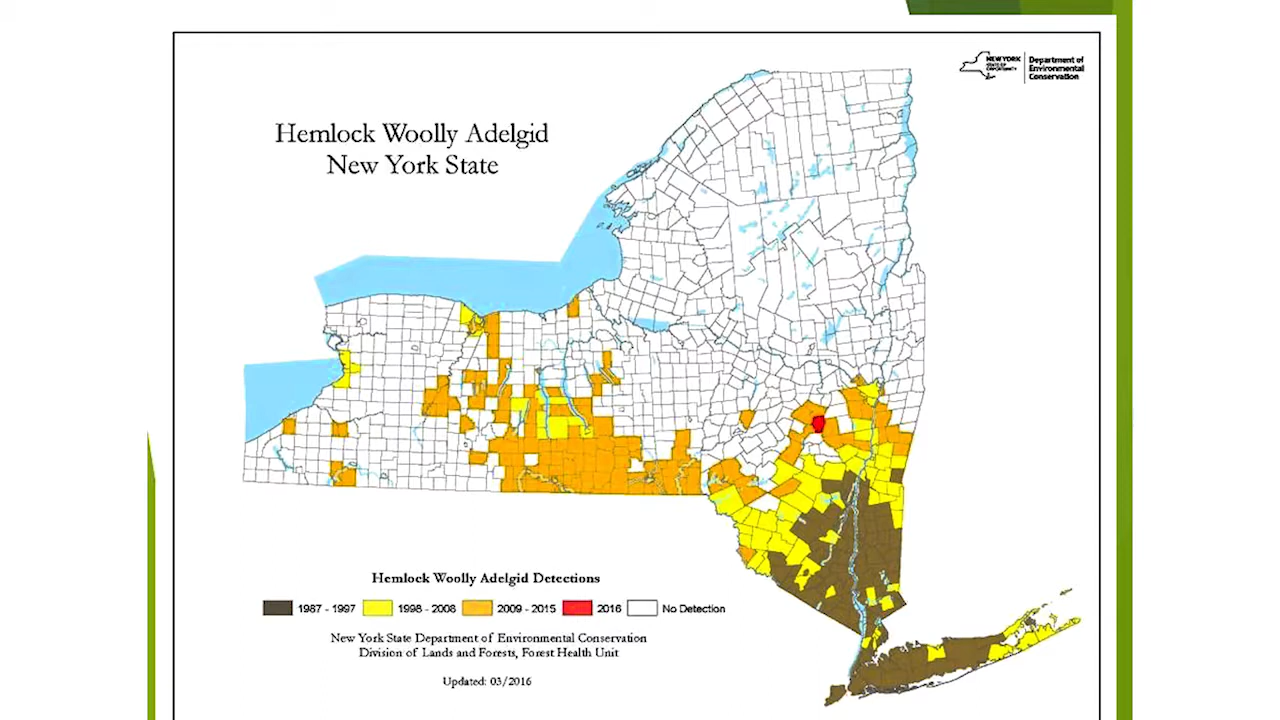 NEW YORK
STATE OF
OPPORTUNITY
Department of
Environmental
Conservation
Hemlock Woolly Adelgid
New York State
Hemlock Woolly Adelgid Detections
1987 - 1997
1998 - 2008
2009 - 2015
2016
No Detection
New York State Department of Environmental Conservation
Division of Lands and Forests, Forest Health Unit
Updated: 03/2016